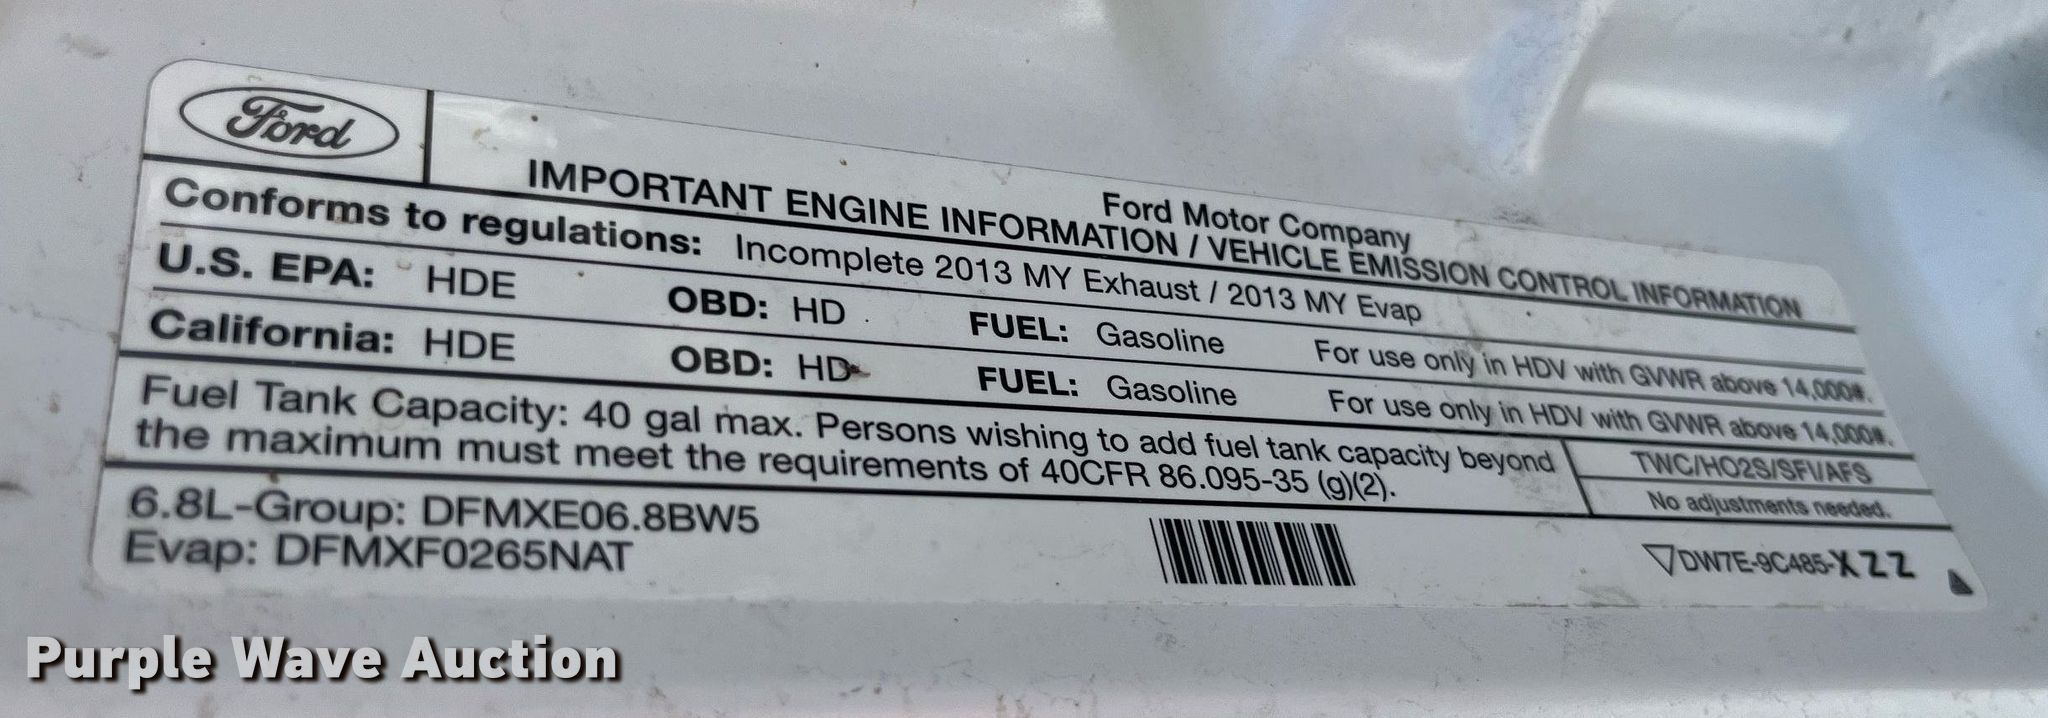 Ford
Ford Motor Company
IMPORTANT ENGINE INFORMATION / VEHICLE EMISSION CONTROL INFORMATION
Conforms to regulations: Incomplete 2013 MY Exhaust / 2013 MY Evap
U.S. EPA: HDE OBD: HD FUEL: Gasoline For use only in HDV with GVWR above 14,000#.
California: HDE OBD: HD FUEL: Gasoline For use only in HDV with GVWR above 14,000#.
Fuel Tank Capacity: 40 gal max. Persons wishing to add fuel tank capacity beyond
the maximum must meet the requirements of 40CFR 86.095-35 (g)(2).
TWC/HO2S/SFI/AFS
No adjustments needed.
6.8L-Group: DFMXE06.8BW5
Evap: DFMXF0265NAT
DW7E-9C485-XZZ
Purple Wave Auction